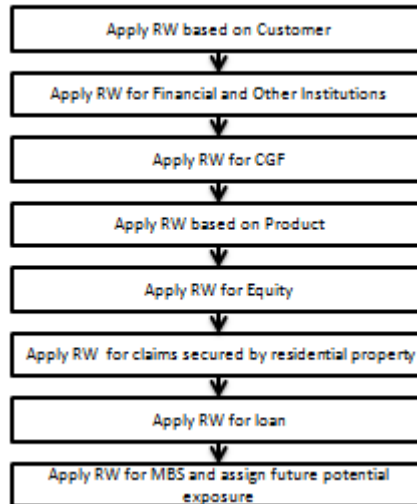 Apply RW based on Customer
Apply RW for Financial and Other Institutions
Apply RW for CGF
Apply RW based on Product
Apply RW for Equity
Apply RW for claims secured by residential property
Apply RW for loan
Apply RW for MBS and assign future potential
exposure